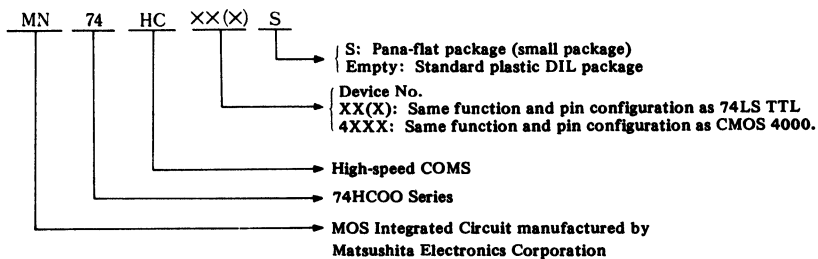 MN 74 HC XX(X) S
S: Pana-flat package (small package)
Empty: Standard plastic DIL package
Device No.
XX(X): Same function and pin configuration as 74LS TTL
4XXX: Same function and pin configuration as CMOS 4000.
High-speed COMS
74HCOO Series
MOS Integrated Circuit manufactured by
Matsushita Electronics Corporation